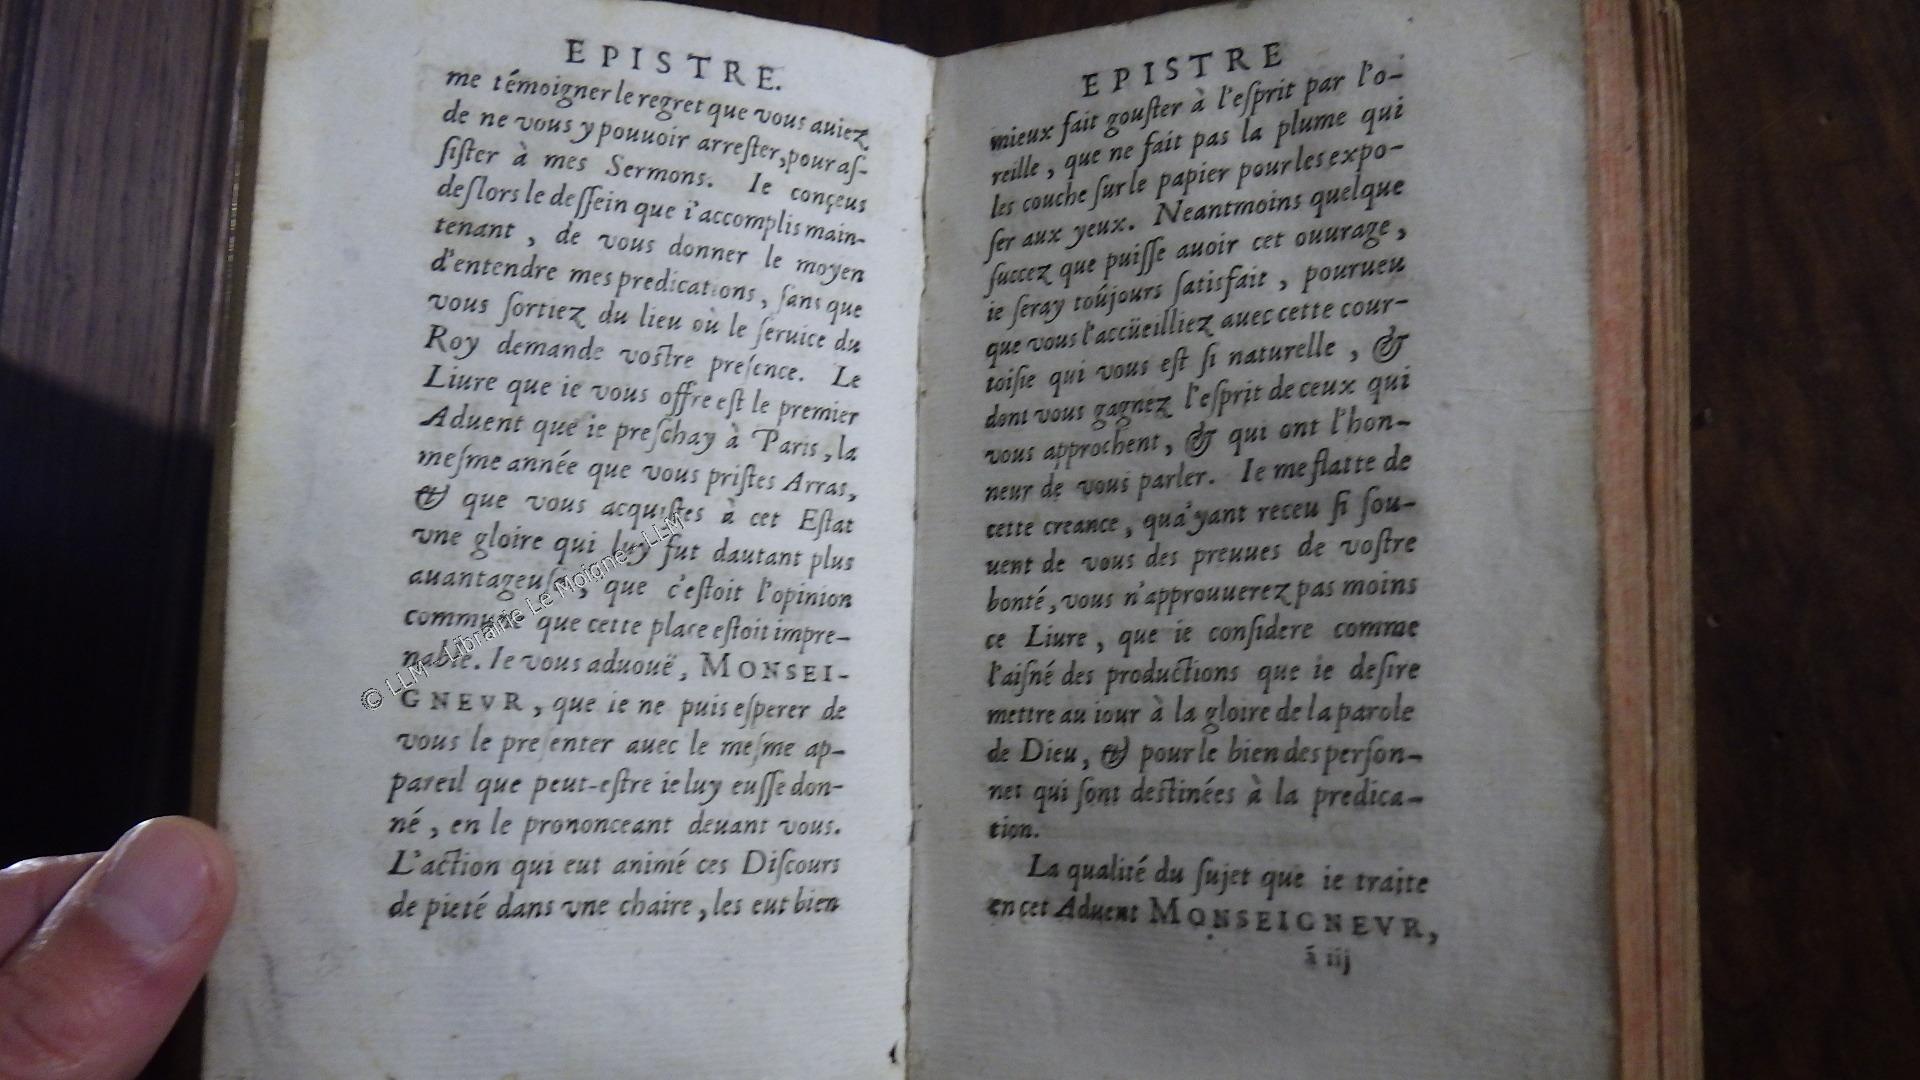 EPISTRE.
me témoigner le regret que vous auiez
de ne vous y pouuoir arreſter, pour aſ-
ſiſter à mes Sermons. Ie conçeus
deſlors le deſſein que i'accomplis main-
tenant, de vous donner le moyen
d'entendre mes predications, ſans que
vous ſortiez du lieu où le ſeruice du
Roy demande voſtre preſence. Le
Liure que ie vous offre eſt le premier
Aduent que ie preſchay à Paris, la
meſme année que vous priſtes Arras,
& que vous acquiſtes à cet Eſtat
vne gloire qui luy fut dautant plus
auantageuſe, que c'eſtoit l'opinion
commune que cette place eſtoit impre-
nable. Ie vous aduouë, MONSEI-
GNEVR, que ie ne puis eſperer de
vous le preſenter auec le meſme ap-
pareil que peut-eſtre ie luy euſſe don-
né, en le prononceant deuant vous.
L'action qui eut animé ces Diſcours
de pieté dans vne chaire, les eut bien
© LLM - Librairie Le Moigne - LLM
EPISTRE
mieux fait gouſter à l'eſprit par l'o-
reille, que ne fait pas la plume qui
les couche ſur le papier pour les expo-
ſer aux yeux. Neantmoins quelque
ſuccez que puiſſe auoir cet ouurage,
ie ſeray toûjours ſatisfait, pourueu
que vous l'accüeilliez auec cette cour-
toiſie qui vous eſt ſi naturelle, &
dont vous gagnez l'eſprit de ceux qui
vous approchent, & qui ont l'hon-
neur de vous parler. Ie me flatte de
cette creance, qua'yant receu ſi ſou-
uent de vous des preuues de voſtre
bonté, vous n'approuuerez pas moins
ce Liure, que ie conſidere comme
l'aiſné des productions que ie deſire
mettre au iour à la gloire de la parole
de Dieu, & pour le bien des perſon-
nes qui ſont deſtinées à la predica-
tion.
La qualité du ſujet que ie traite
en çet Aduent MONSEIGNEVR,
á iij